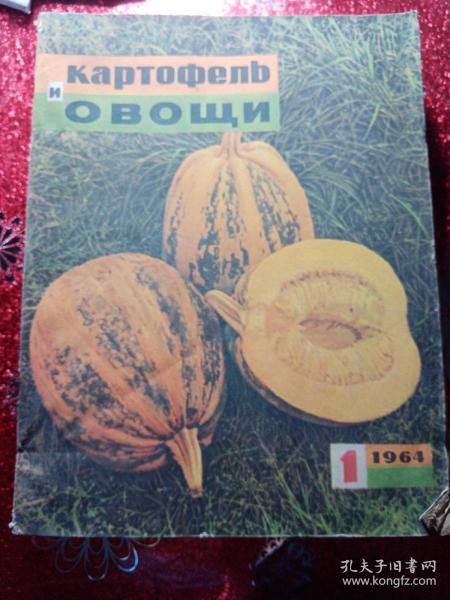 картофель
и
овощи
1 1964
孔夫子旧书网
www.kongfz.com